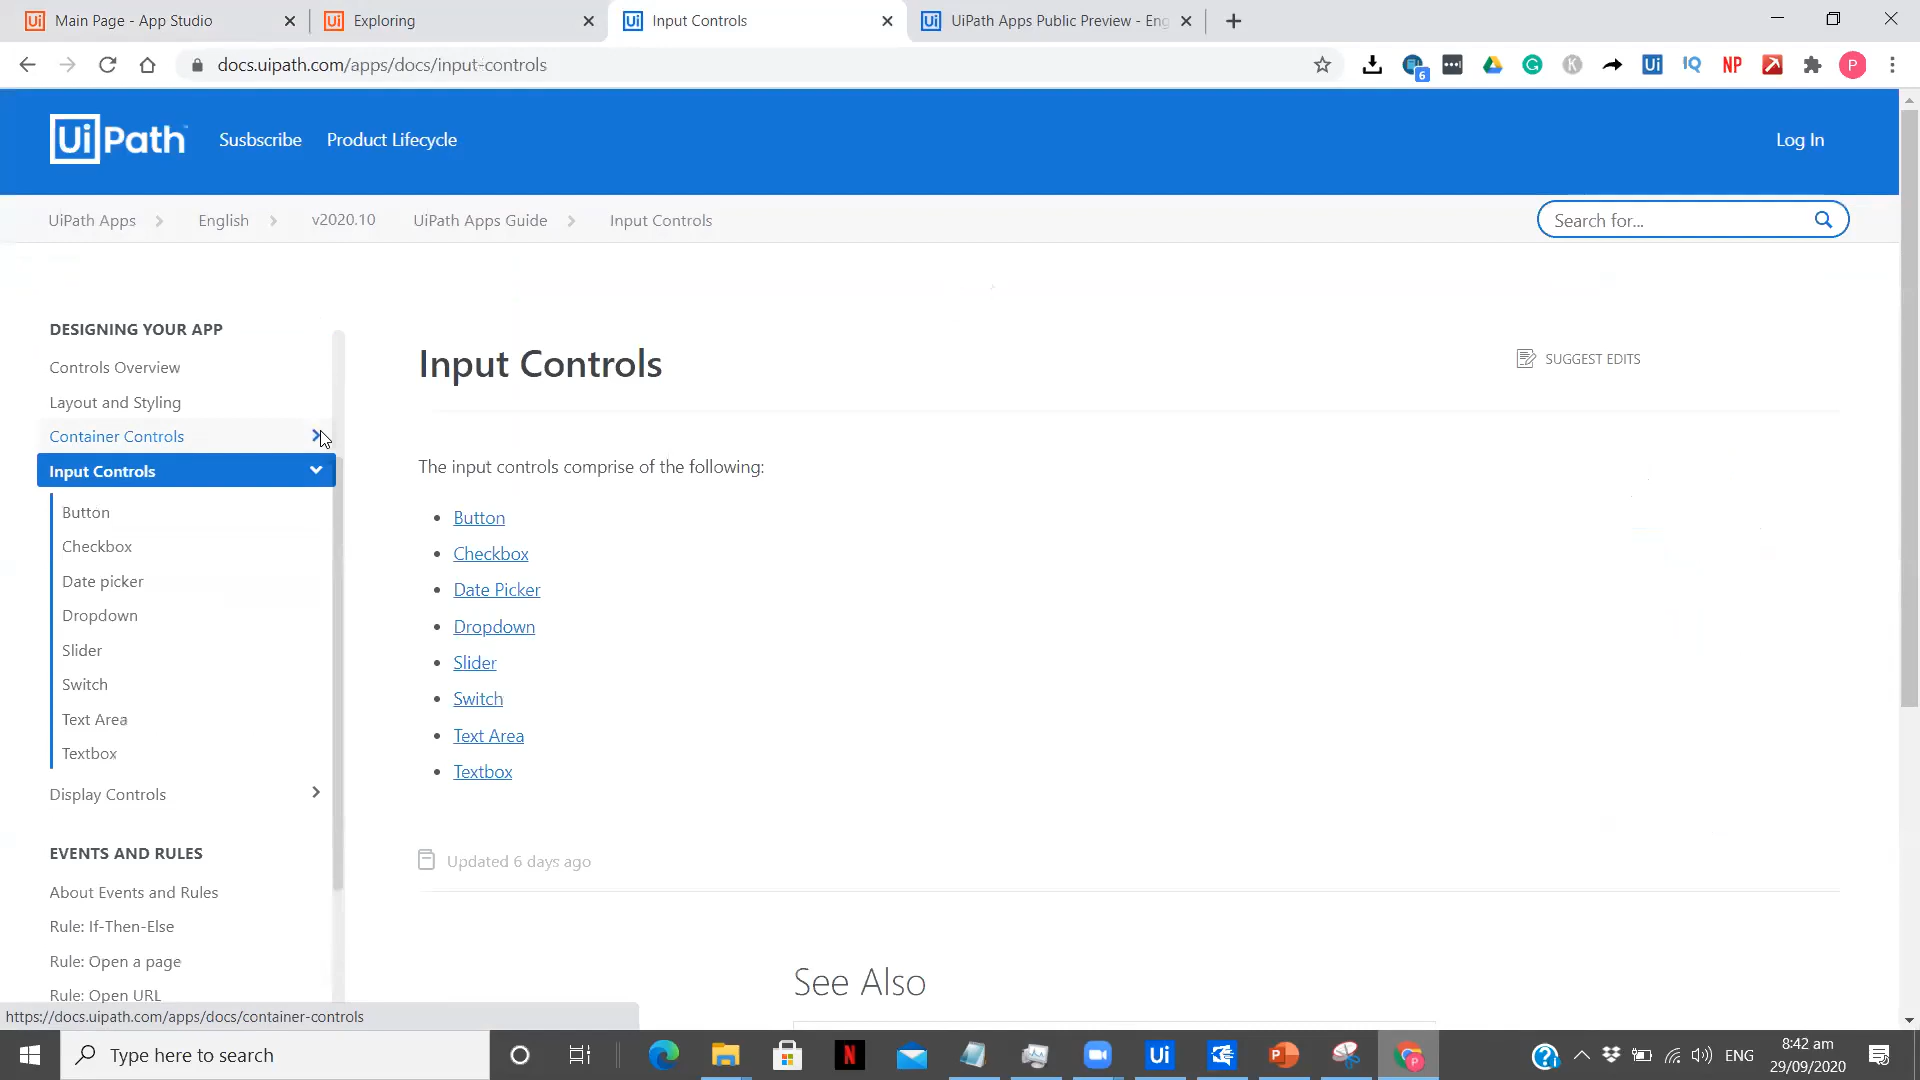 Main Page - App Studio
Exploring
Input Controls
UiPath Apps Public Preview - Eng
docs.uipath.com/apps/docs/input-controls
6
IQ
NP
P
UiPath
Susbscribe
Product Lifecycle
Log In
UiPath Apps
English
v2020.10
UiPath Apps Guide
Input Controls
Search for...
DESIGNING YOUR APP
Controls Overview
Layout and Styling
Container Controls
Input Controls
Button
Checkbox
Date picker
Dropdown
Slider
Switch
Text Area
Textbox
Display Controls
EVENTS AND RULES
About Events and Rules
Rule: If-Then-Else
Rule: Open a page
Rule: Open URL
Input Controls
SUGGEST EDITS
The input controls comprise of the following:
Button
Checkbox
Date Picker
Dropdown
Slider
Switch
Text Area
Textbox
Updated 6 days ago
See Also
https://docs.uipath.com/apps/docs/container-controls
Type here to search
ENG
8:42 am
29/09/2020